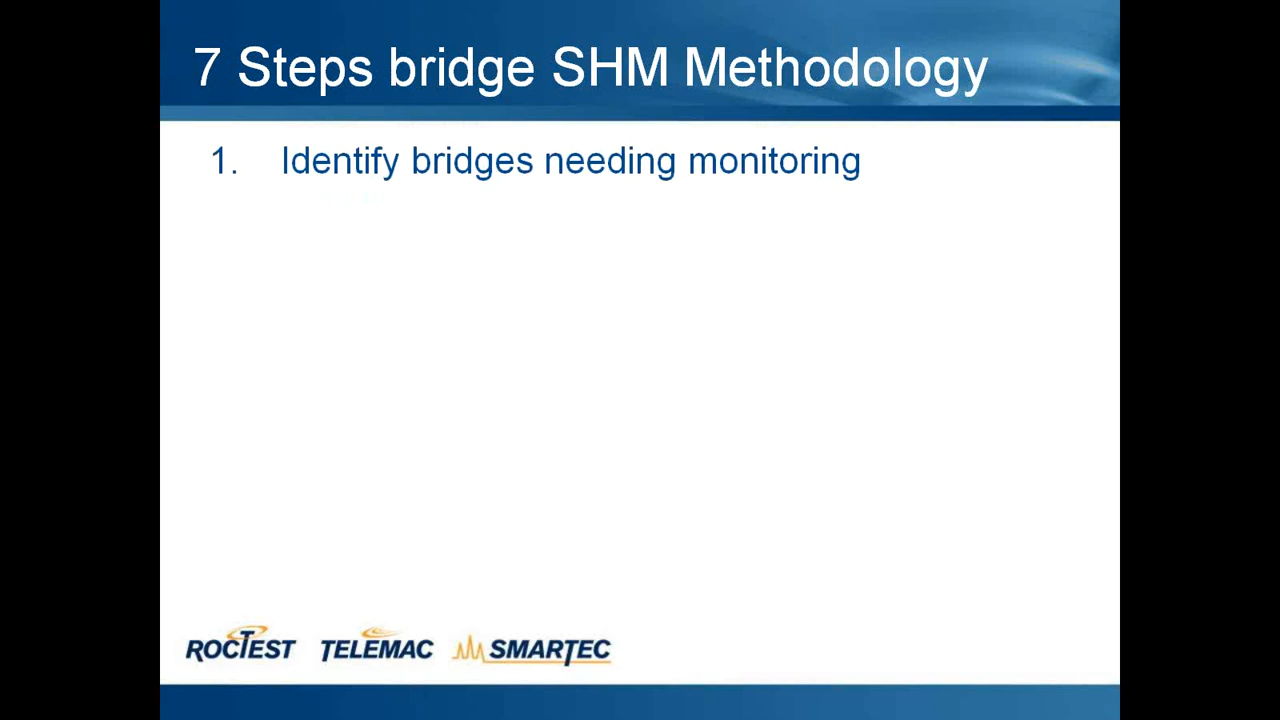 7 Steps bridge SHM Methodology
1. Identify bridges needing monitoring
ROCTEST TELEMAC SMARTEC